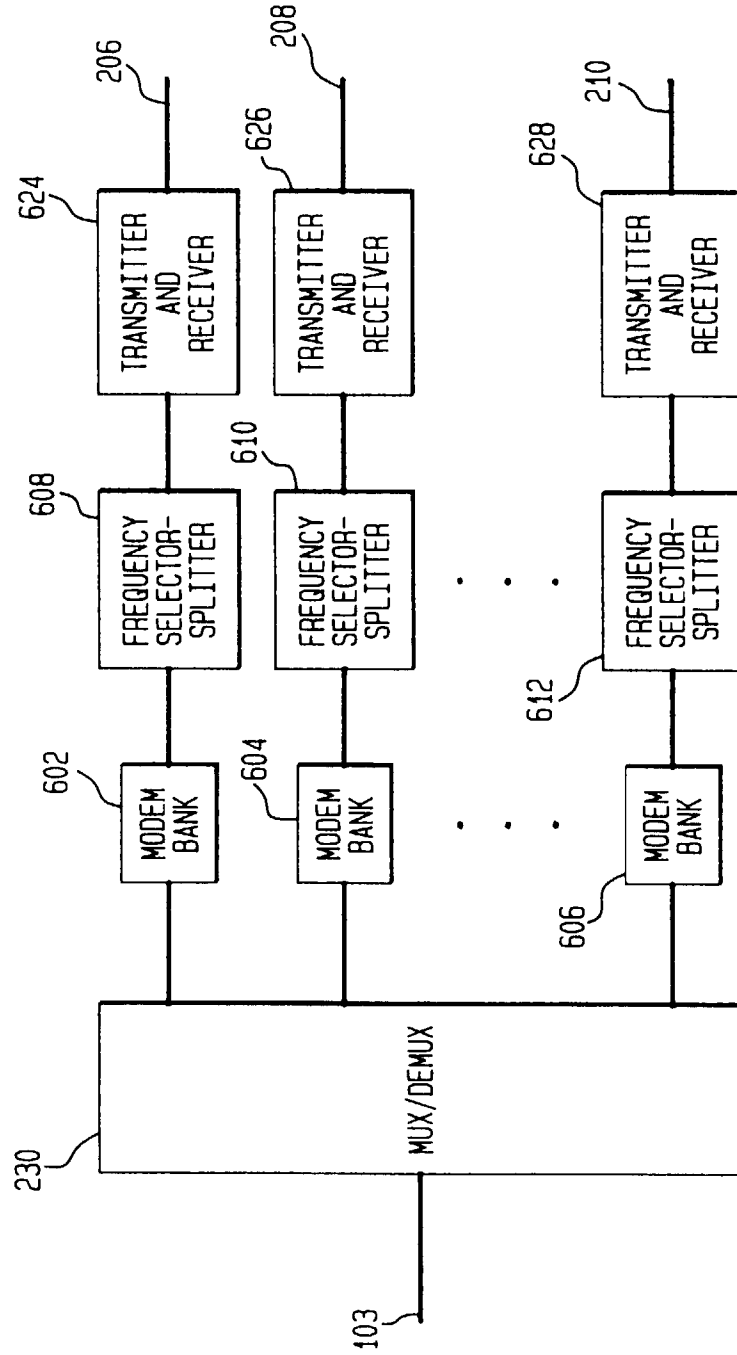 230
103
MUX/DEMUX
602
MODEM
BANK
608
FREQUENCY
SELECTOR-
SPLITTER
624
TRANSMITTER
AND
RECEIVER
206
604
MODEM
BANK
610
FREQUENCY
SELECTOR-
SPLITTER
626
TRANSMITTER
AND
RECEIVER
208
606
MODEM
BANK
612
FREQUENCY
SELECTOR-
SPLITTER
628
TRANSMITTER
AND
RECEIVER
210